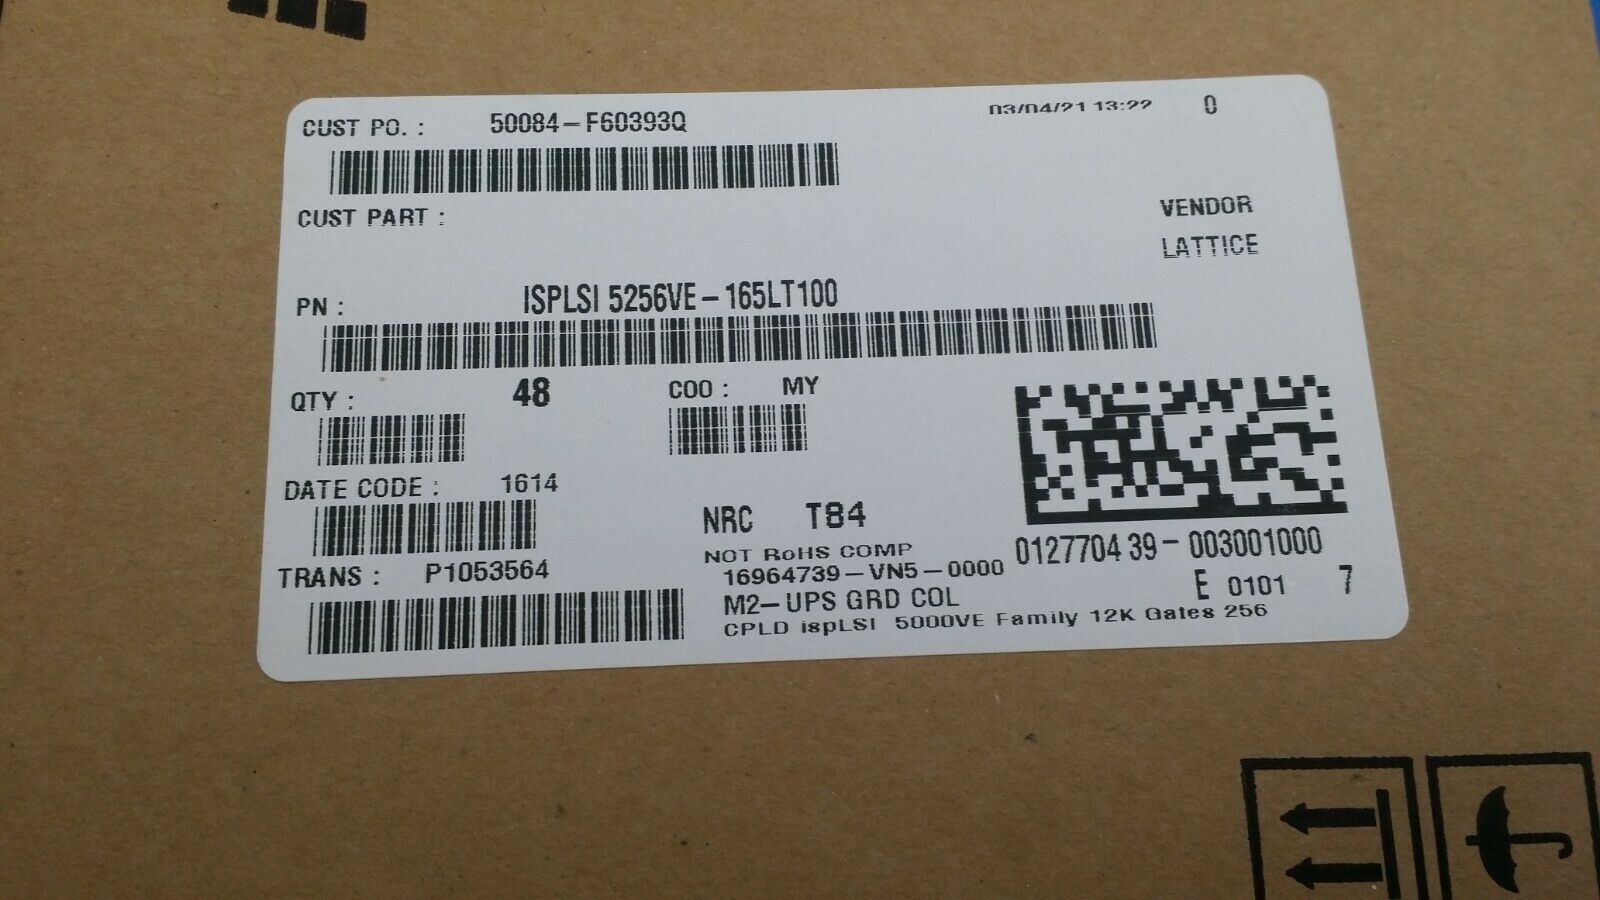 CUST PO. : 50084-F60393Q 03/04/21 13:22 0
CUST PART :
VENDOR
LATTICE
PN : ISPLSI 5256VE-165LT100
QTY : 48 COO : MY
DATE CODE : 1614
NRC T84
NOT RoHS COMP
TRANS : P1053564
16964739-VN5-0000
012770439-003001000
M2-UPS GRD COL
E 0101 7
CPLD ispLSI 5000VE Family 12K Gates 256